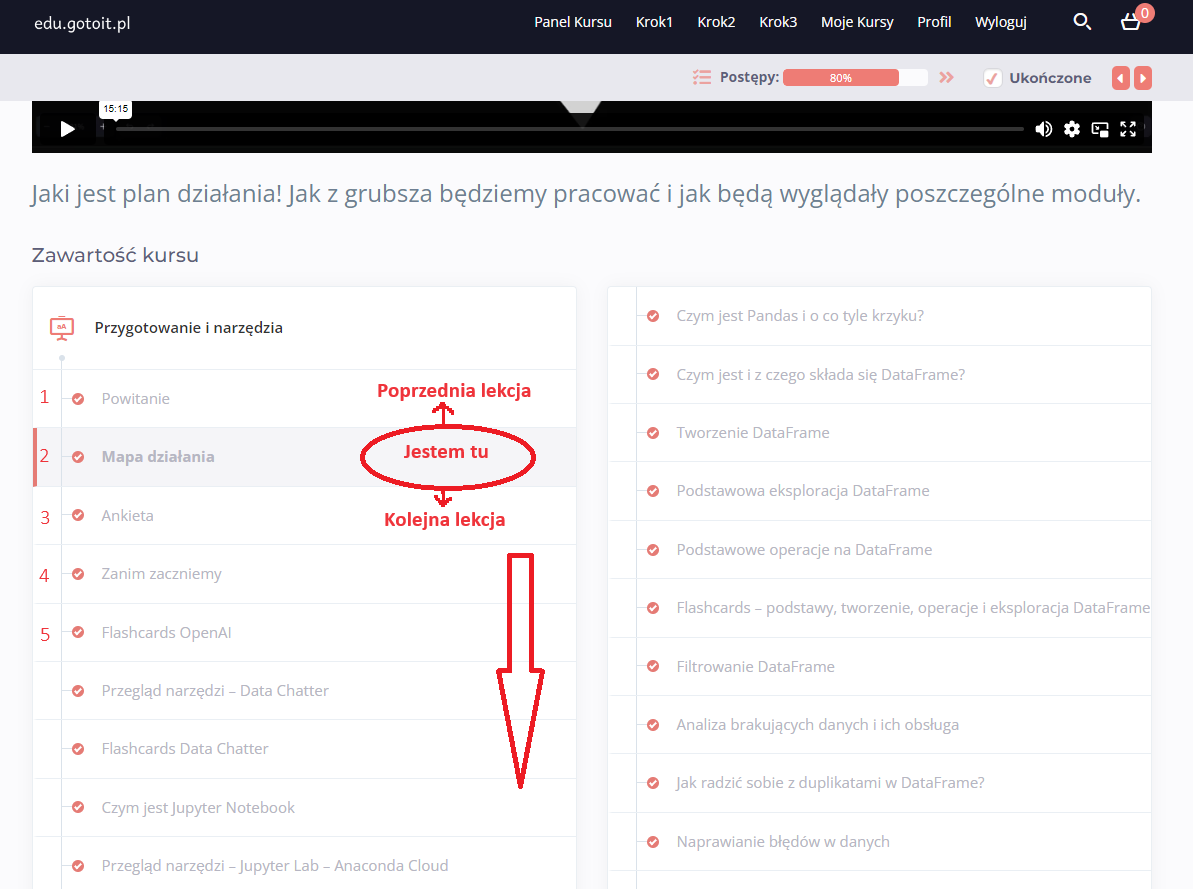 edu.gotoit.pl
Panel Kursu Krok1 Krok2 Krok3 Moje Kursy Profil Wyloguj 0
Postępy: 80% Ukończone
15:15
Jaki jest plan działania! Jak z grubsza będziemy pracować i jak będą wyglądały poszczególne moduły.
Zawartość kursu
aA Przygotowanie i narzędzia
1 Powitanie
Poprzednia lekcja
2 Mapa działania
Jestem tu
3 Ankieta
Kolejna lekcja
4 Zanim zaczniemy
5 Flashcards OpenAI
Przegląd narzędzi – Data Chatter
Flashcards Data Chatter
Czym jest Jupyter Notebook
Przegląd narzędzi – Jupyter Lab – Anaconda Cloud
Czym jest Pandas i o co tyle krzyku?
Czym jest i z czego składa się DataFrame?
Tworzenie DataFrame
Podstawowa eksploracja DataFrame
Podstawowe operacje na DataFrame
Flashcards – podstawy, tworzenie, operacje i eksploracja DataFrame
Filtrowanie DataFrame
Analiza brakujących danych i ich obsługa
Jak radzić sobie z duplikatami w DataFrame?
Naprawianie błędów w danych